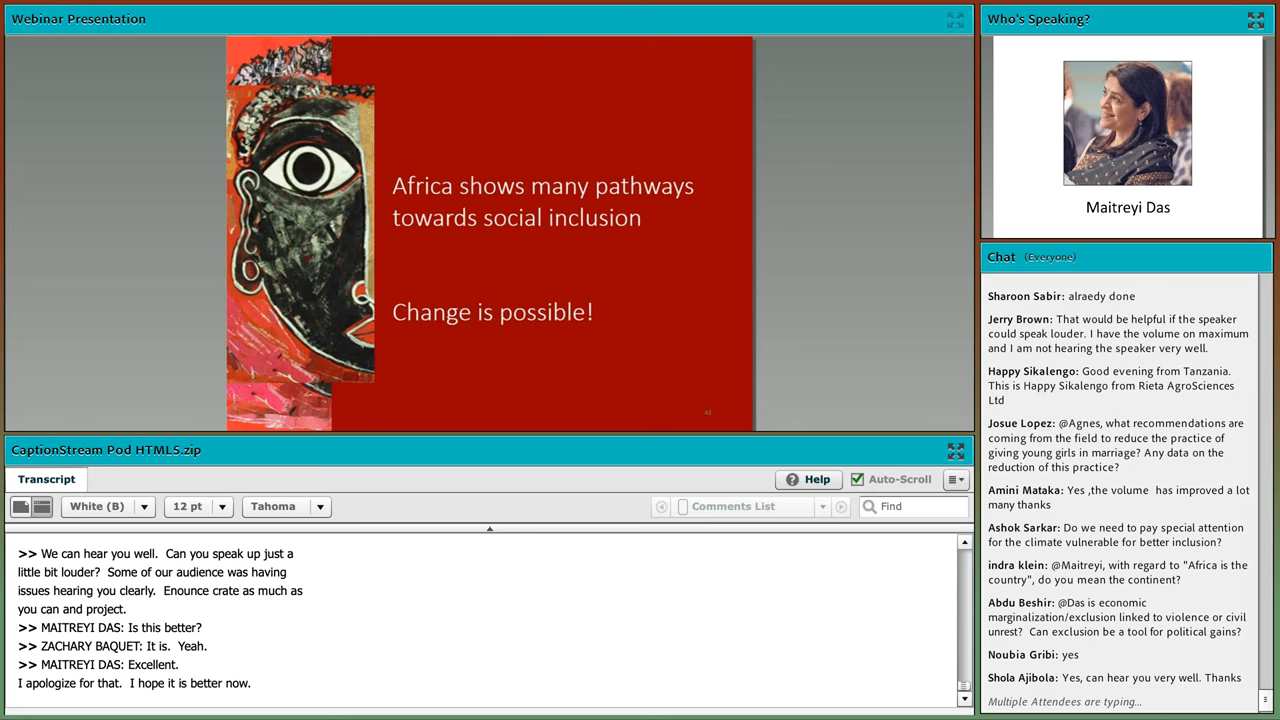 Webinar Presentation
Africa shows many pathways
towards social inclusion
Change is possible!
43
Who's Speaking?
Maitreyi Das
Chat (Everyone)
Sharoon Sabir: alraedy done
Jerry Brown: That would be helpful if the speaker
could speak louder. I have the volume on maximum
and I am not hearing the speaker very well.
Happy Sikalengo: Good evening from Tanzania.
This is Happy Sikalengo from Rieta AgroSciences
Ltd
Josue Lopez: @Agnes, what recommendations are
coming from the field to reduce the practice of
giving young girls in marriage? Any data on the
reduction of this practice?
Amini Mataka: Yes ,the volume has improved a lot
many thanks
Ashok Sarkar: Do we need to pay special attention
for the climate vulnerable for better inclusion?
indra klein: @Maitreyi, with regard to "Africa is the
country", do you mean the continent?
Abdu Beshir: @Das is economic
marginalization/exclusion linked to violence or civil
unrest? Can exclusion be a tool for political gains?
Noubia Gribi: yes
Shola Ajibola: Yes, can hear you very well. Thanks
Multiple Attendees are typing...
CaptionStream Pod HTML5.zip
Transcript
Help
Auto-Scroll
White (B)
12 pt
Tahoma
Comments List
Find
>> We can hear you well. Can you speak up just a
little bit louder? Some of our audience was having
issues hearing you clearly. Enounce crate as much as
you can and project.
>> MAITREYI DAS: Is this better?
>> ZACHARY BAQUET: It is. Yeah.
>> MAITREYI DAS: Excellent.
I apologize for that. I hope it is better now.